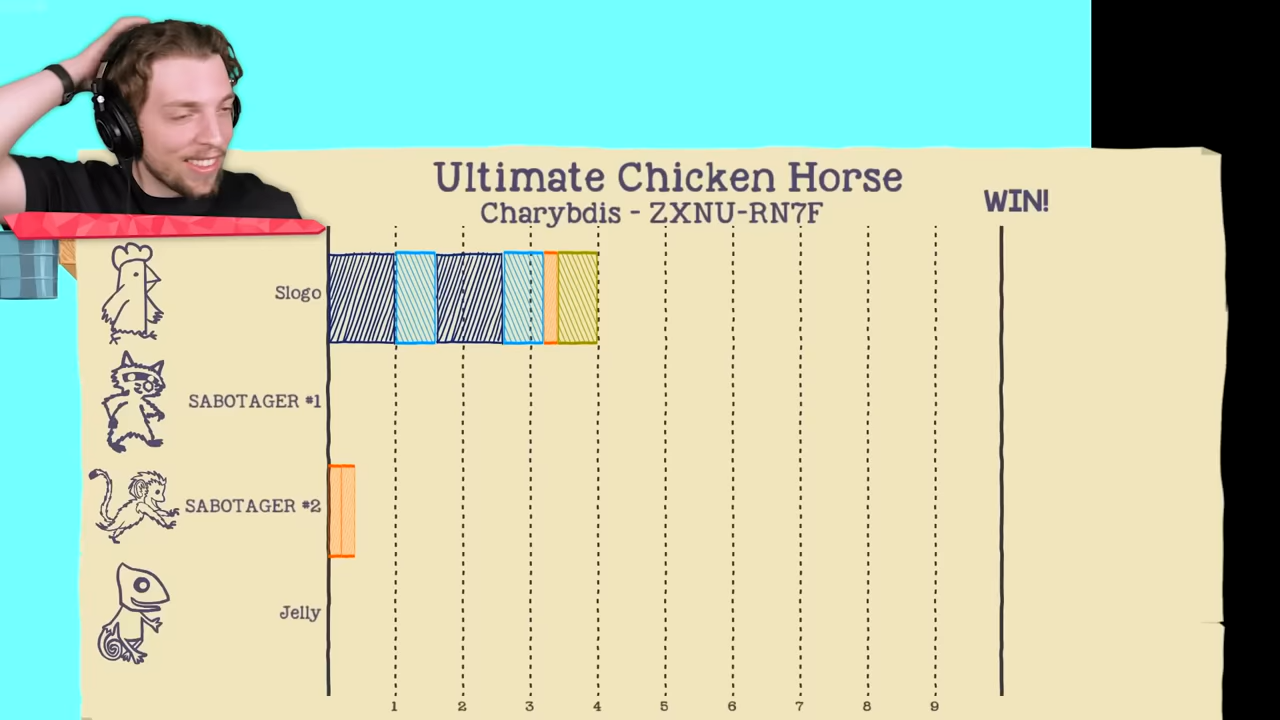 Ultimate Chicken Horse
Charybdis - ZXNU-RN7F
WIN!
Slogo
SABOTAGER #1
SABOTAGER #2
Jelly
1 2 3 4 5 6 7 8 9